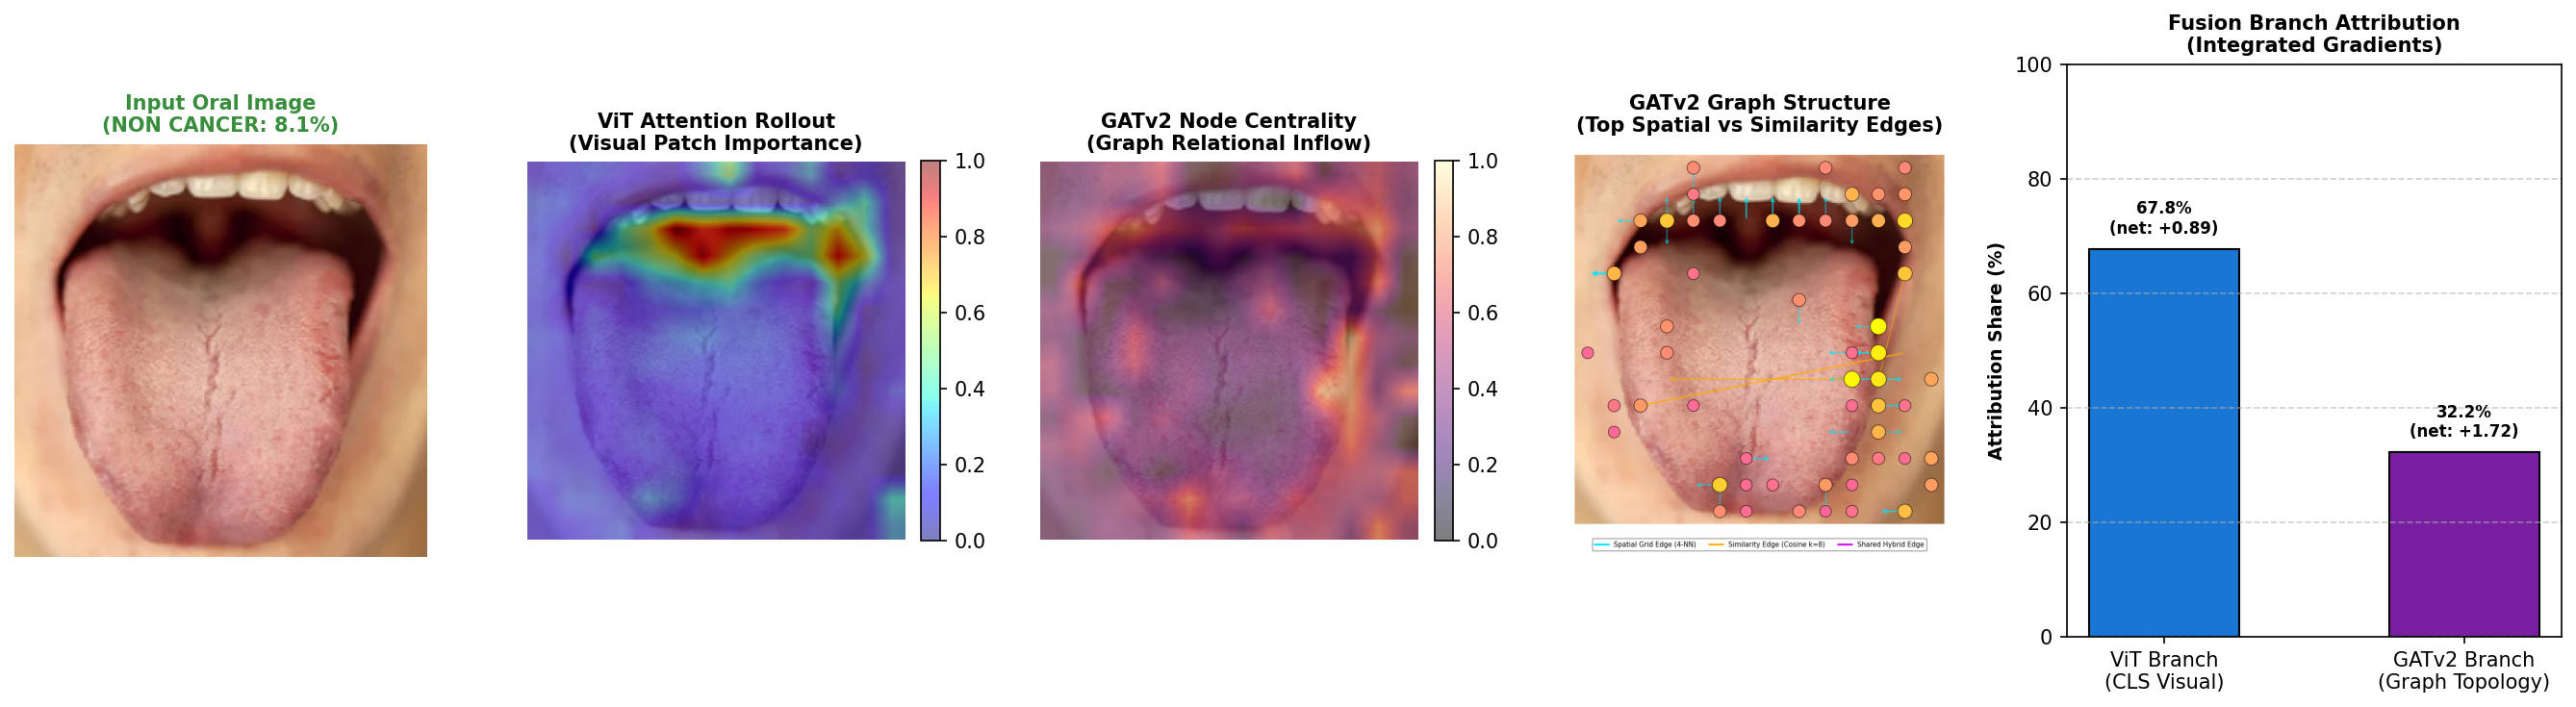 Input Oral Image
(NON CANCER: 8.1%)
ViT Attention Rollout
(Visual Patch Importance)
1.0
0.8
0.6
0.4
0.2
0.0
GATv2 Node Centrality
(Graph Relational Inflow)
1.0
0.8
0.6
0.4
0.2
0.0
GATv2 Graph Structure
(Top Spatial vs Similarity Edges)
Spatial Grid Edge (4-NN)
Similarity Edge (Cosine k=8)
Shared Hybrid Edge
Fusion Branch Attribution
(Integrated Gradients)
Attribution Share (%)
100
80
60
40
20
0
67.8%
(net: +0.89)
32.2%
(net: +1.72)
ViT Branch
(CLS Visual)
GATv2 Branch
(Graph Topology)